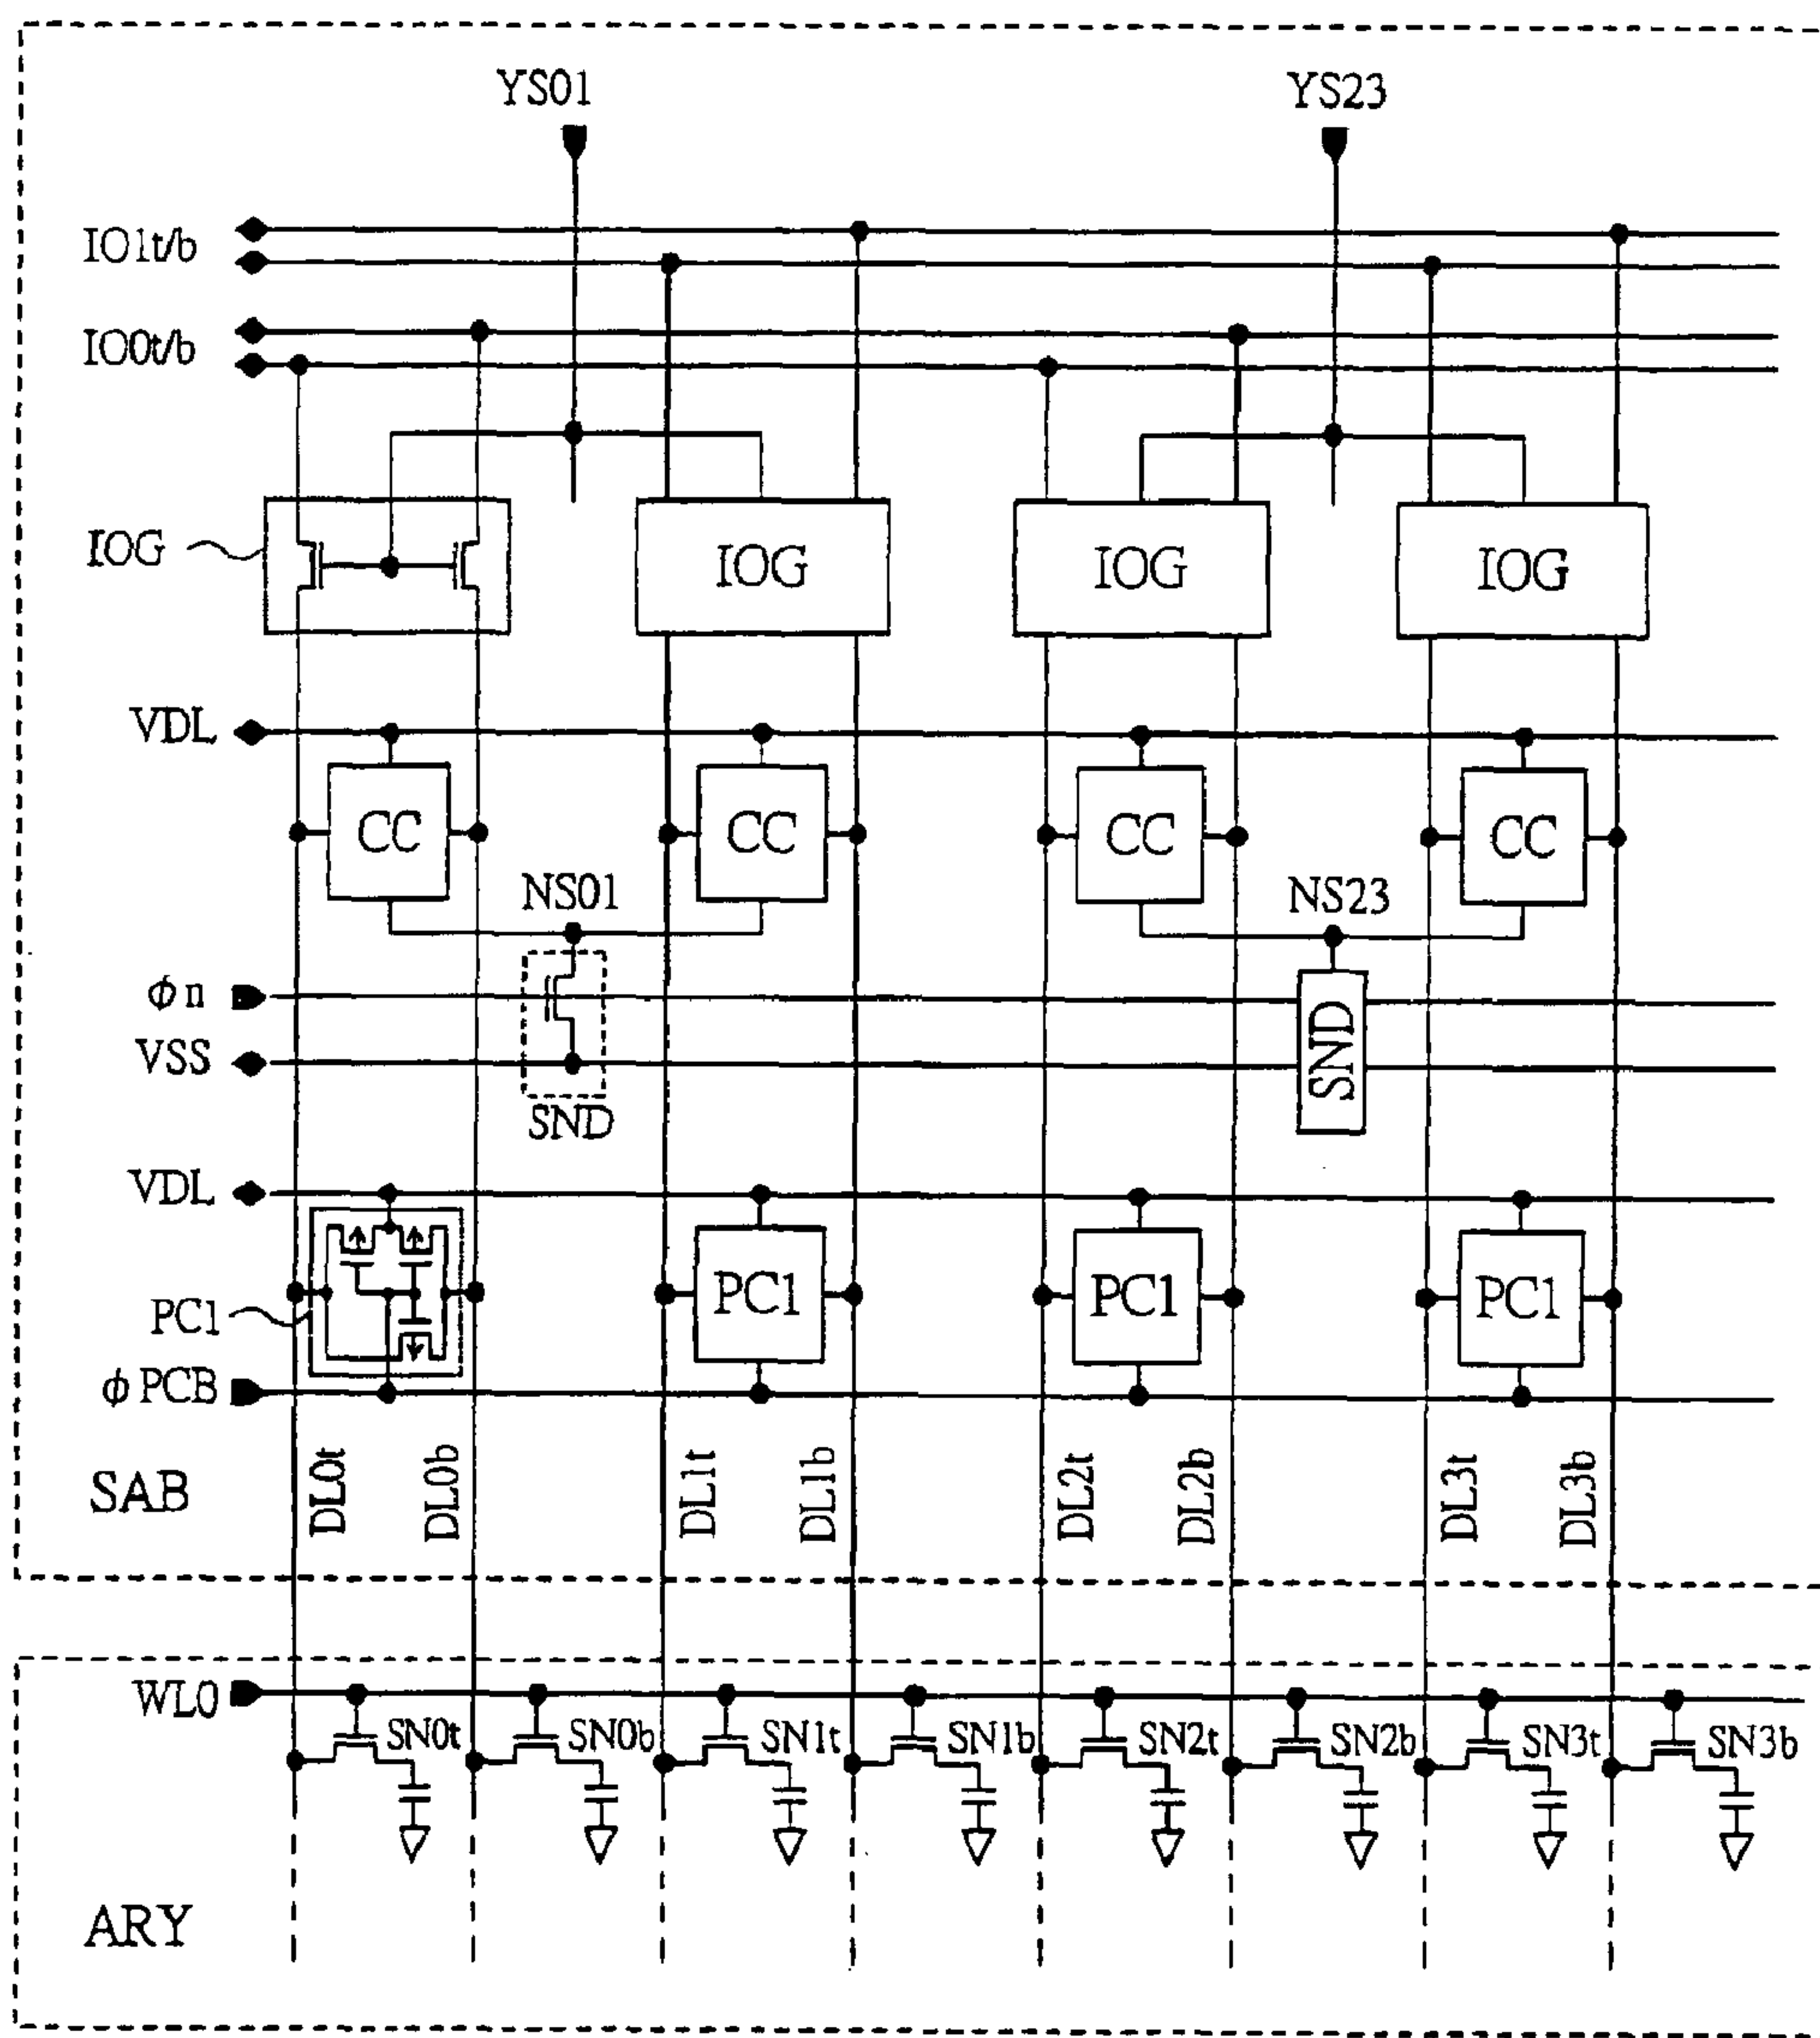 YS01 YS23
IO1t/b
IO0t/b
IOG IOG IOG IOG
VDL
CC CC CC CC
NS01 NS23
ϕn
VSS
SND SND
VDL
PC1 PC1 PC1 PC1
ϕPCB
DL0t DL0b DL1t DL1b DL2t DL2b DL3t DL3b
SAB
WL0
SN0t SN0b SN1t SN1b SN2t SN2b SN3t SN3b
ARY